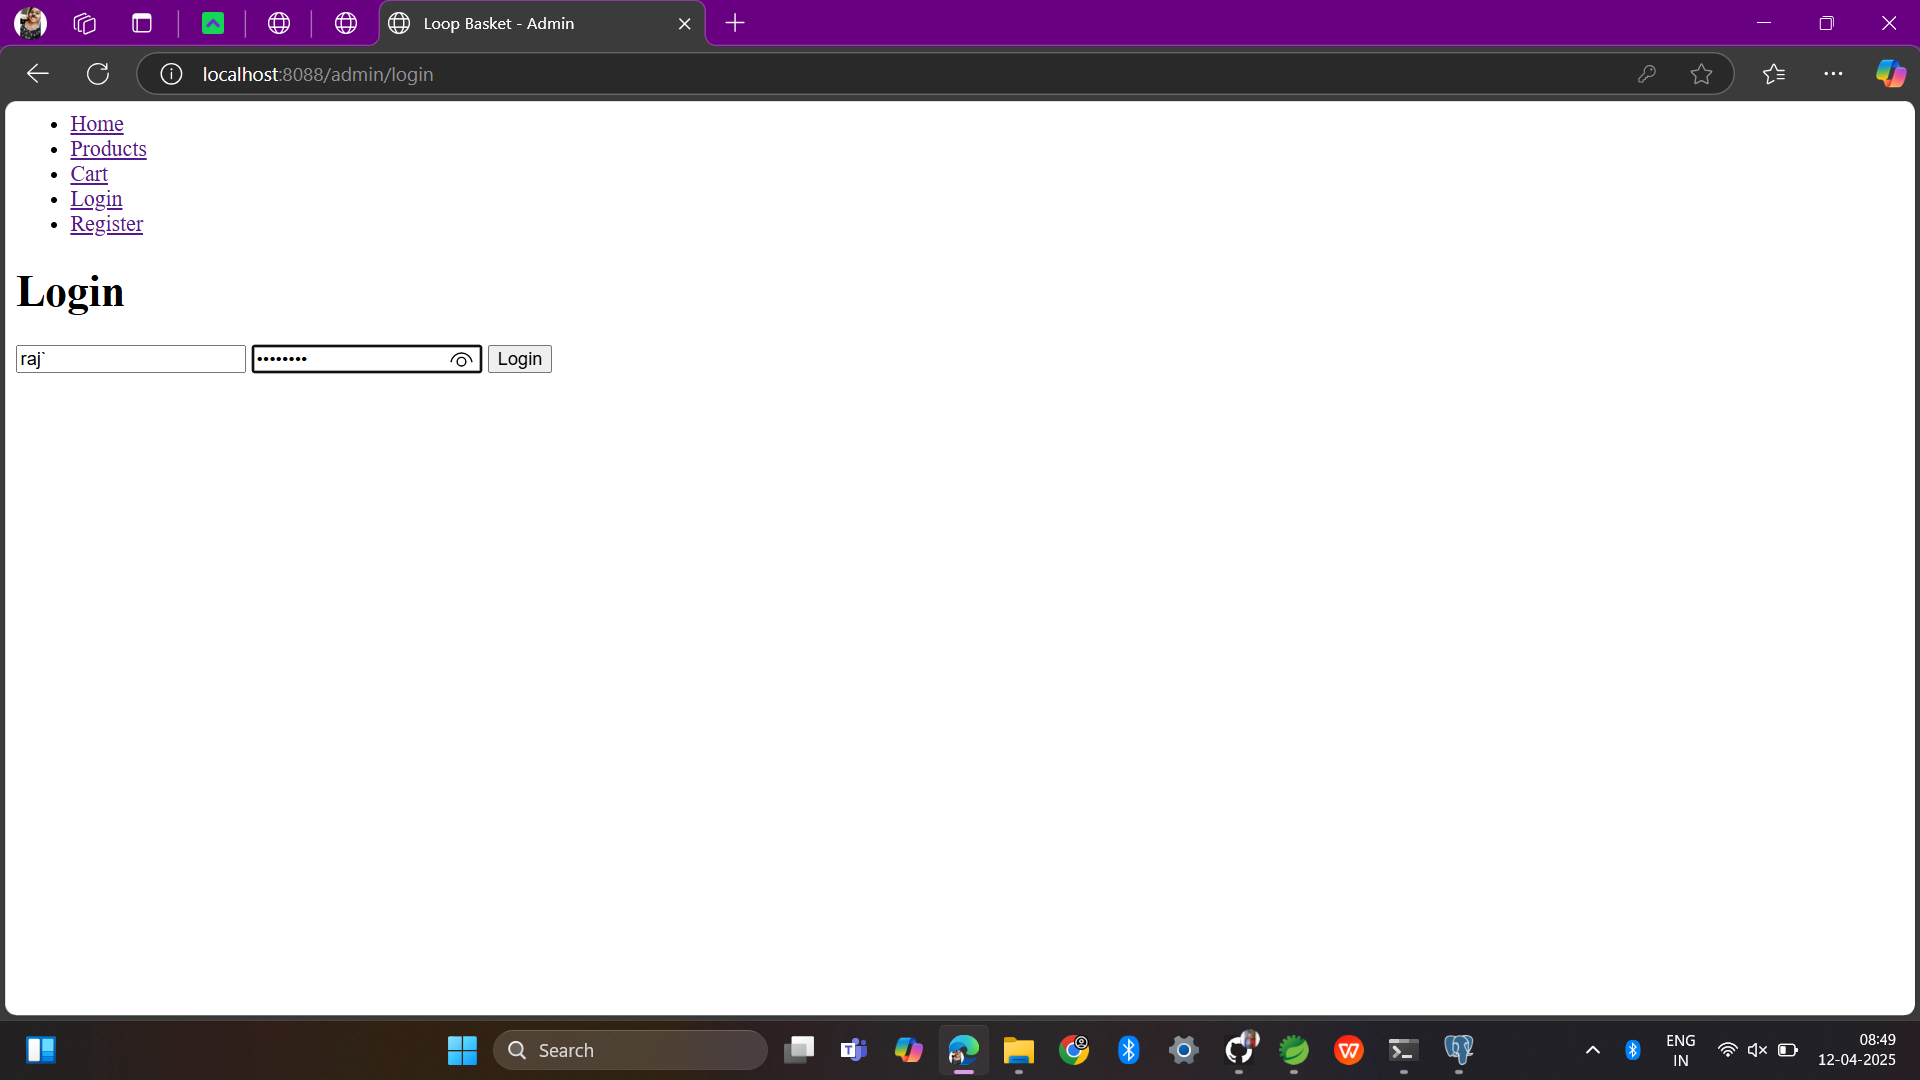 Loop Basket - Admin
localhost:8088/admin/login
Home
Products
Cart
Login
Register
Login
raj`
•••••••• Login
Search
ENG
IN
08:49
12-04-2025